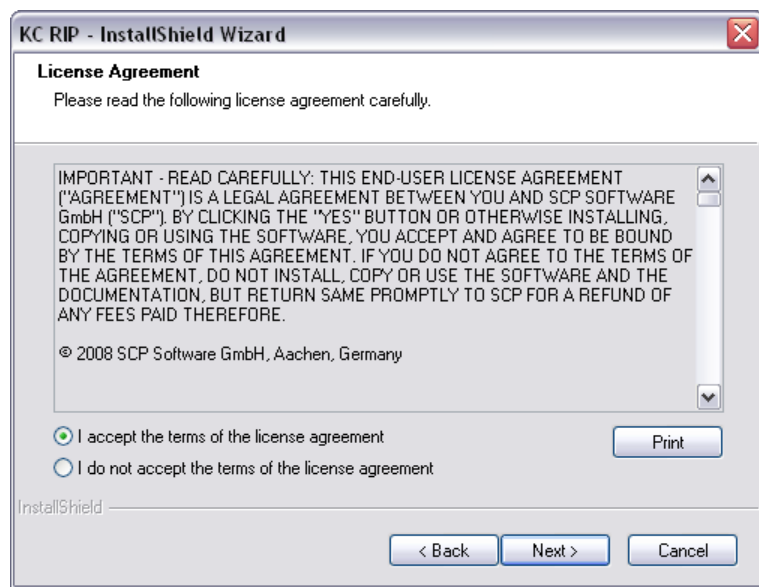 KC RIP - InstallShield Wizard
License Agreement
Please read the following license agreement carefully.
IMPORTANT - READ CAREFULLY: THIS END-USER LICENSE AGREEMENT
("AGREEMENT") IS A LEGAL AGREEMENT BETWEEN YOU AND SCP SOFTWARE
GmbH ("SCP"). BY CLICKING THE "YES" BUTTON OR OTHERWISE INSTALLING,
COPYING OR USING THE SOFTWARE, YOU ACCEPT AND AGREE TO BE BOUND
BY THE TERMS OF THIS AGREEMENT. IF YOU DO NOT AGREE TO THE TERMS OF
THE AGREEMENT, DO NOT INSTALL, COPY OR USE THE SOFTWARE AND THE
DOCUMENTATION, BUT RETURN SAME PROMPTLY TO SCP FOR A REFUND OF
ANY FEES PAID THEREFORE.
© 2008 SCP Software GmbH, Aachen, Germany
I accept the terms of the license agreement
Print
I do not accept the terms of the license agreement
InstallShield
< Back
Next >
Cancel